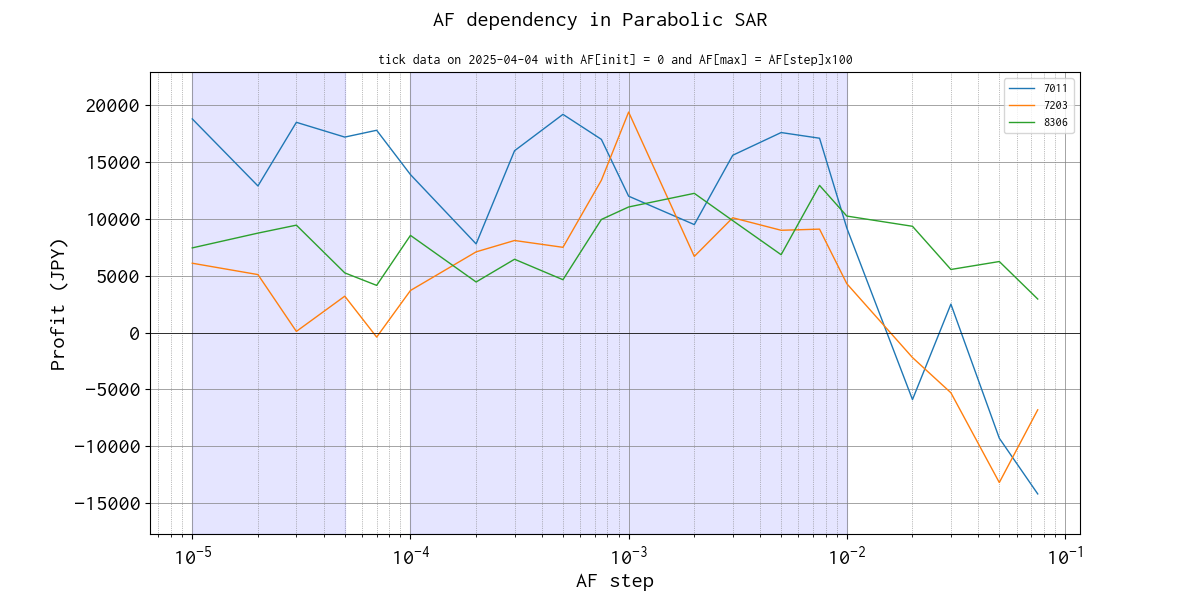 AF dependency in Parabolic SAR
tick data on 2025-04-04 with AF[init] = 0 and AF[max] = AF[step]x100
7011
7203
8306
Profit (JPY)
20000
15000
10000
5000
0
−5000
−10000
−15000
10⁻⁵ 10⁻⁴ 10⁻³ 10⁻² 10⁻¹
AF step